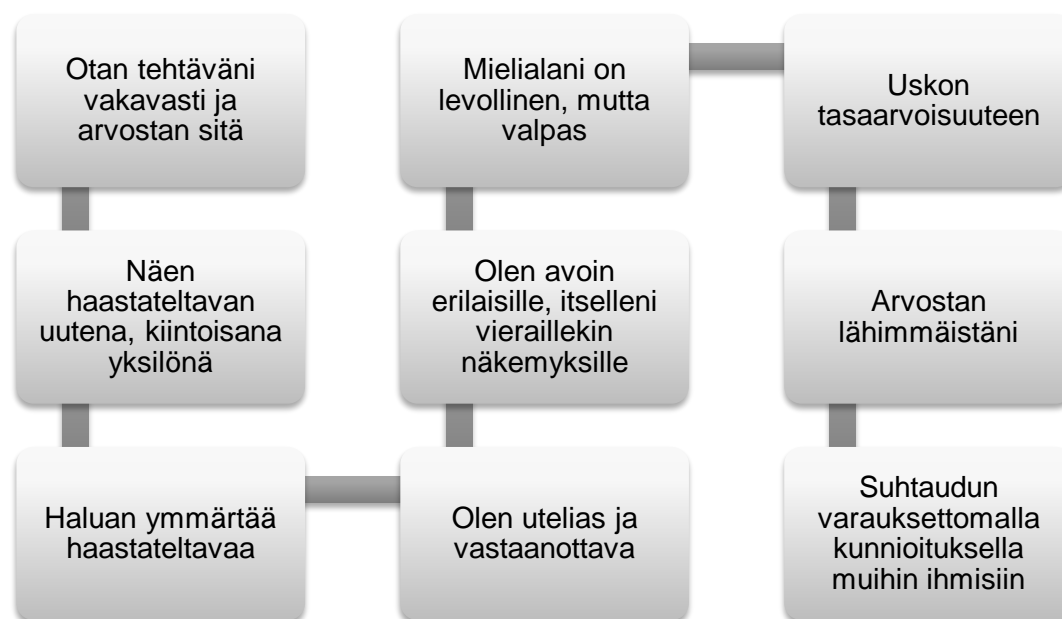 Otan tehtäväni
vakavasti ja
arvostan sitä
Näen
haastateltavan
uutena, kiintoisana
yksilönä
Haluan ymmärtää
haastateltavaa
Olen utelias ja
vastaanottava
Olen avoin
erilaisille, itselleni
vieraillekin
näkemyksille
Mielialani on
levollinen, mutta
valpas
Uskon
tasaarvoisuuteen
Arvostan
lähimmäistäni
Suhtaudun
varauksettomalla
kunnioituksella
muihin ihmisiin